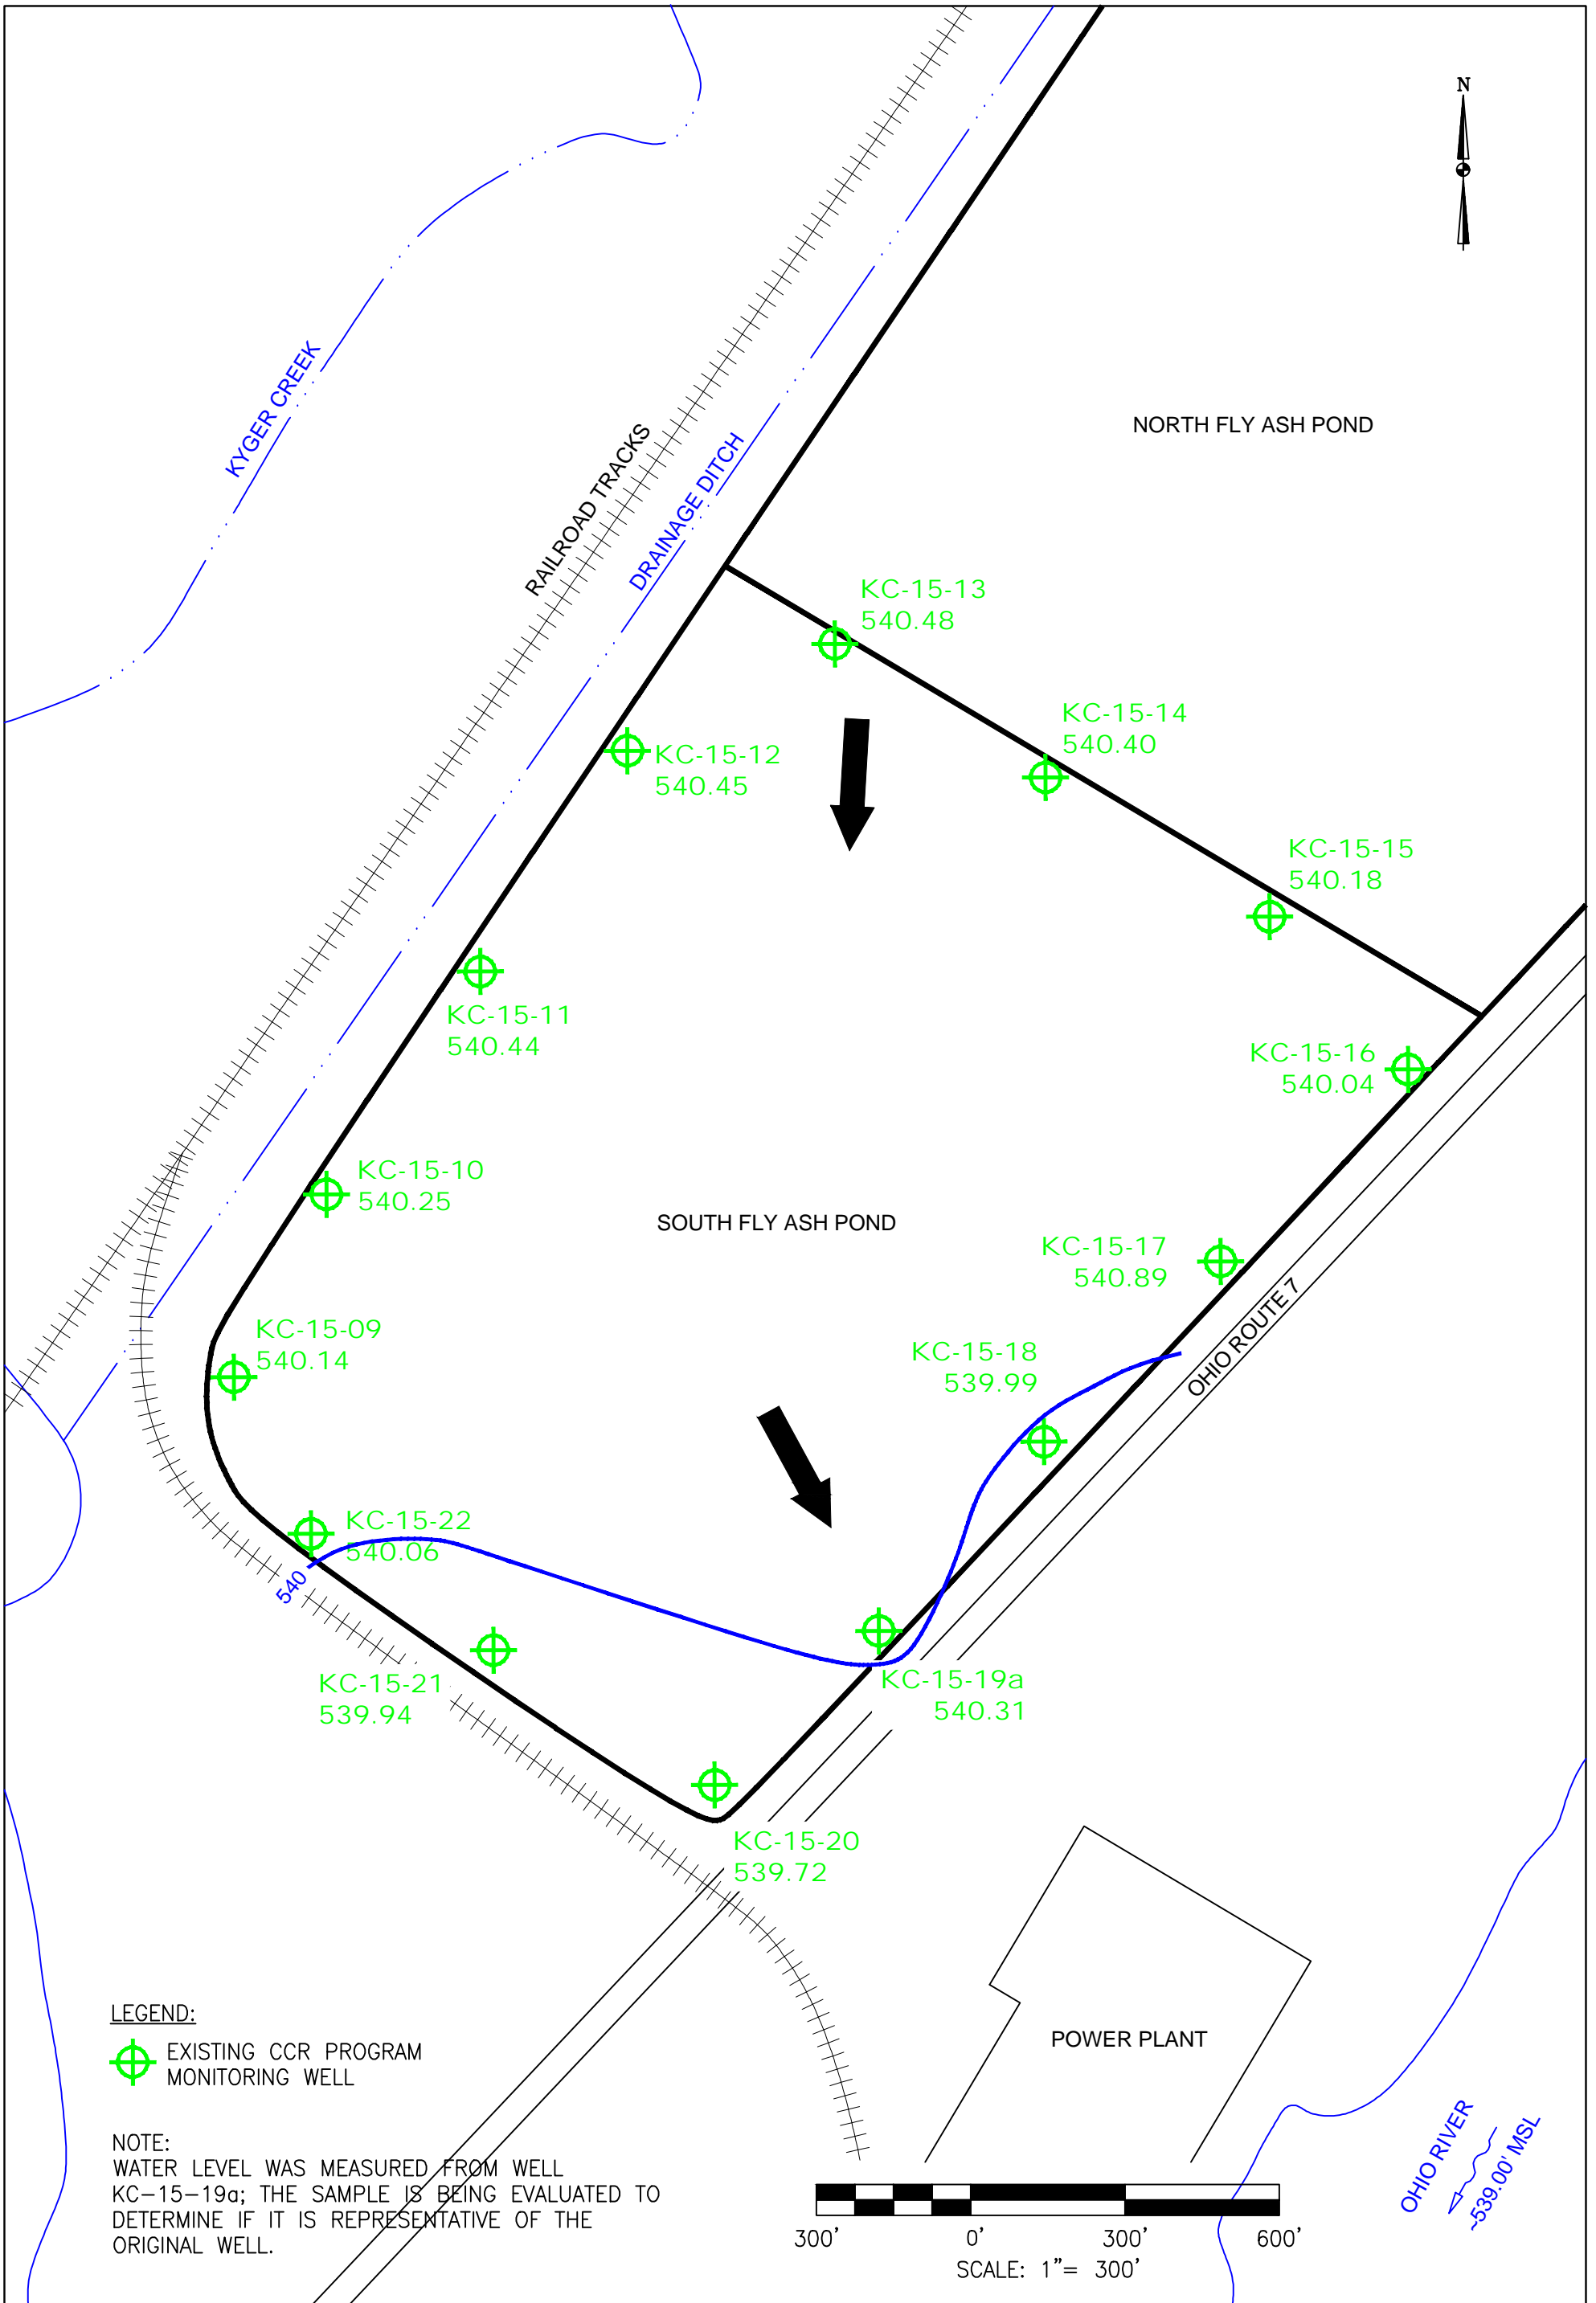 N
KYGER CREEK
RAILROAD TRACKS
DRAINAGE DITCH
NORTH FLY ASH POND
KC-15-13
540.48
KC-15-14
540.40
KC-15-12
540.45
KC-15-15
540.18
KC-15-11
540.44
KC-15-16
540.04
KC-15-10
540.25
SOUTH FLY ASH POND
KC-15-17
540.89
OHIO ROUTE 7
KC-15-09
540.14
KC-15-18
539.99
KC-15-22
540.06
540
KC-15-21
539.94
KC-15-19a
540.31
KC-15-20
539.72
POWER PLANT
OHIO RIVER
~539.00' MSL
LEGEND:
EXISTING CCR PROGRAM
MONITORING WELL
NOTE:
WATER LEVEL WAS MEASURED FROM WELL
KC-15-19a; THE SAMPLE IS BEING EVALUATED TO
DETERMINE IF IT IS REPRESENTATIVE OF THE
ORIGINAL WELL.
300' 0' 300' 600'
SCALE: 1"= 300'